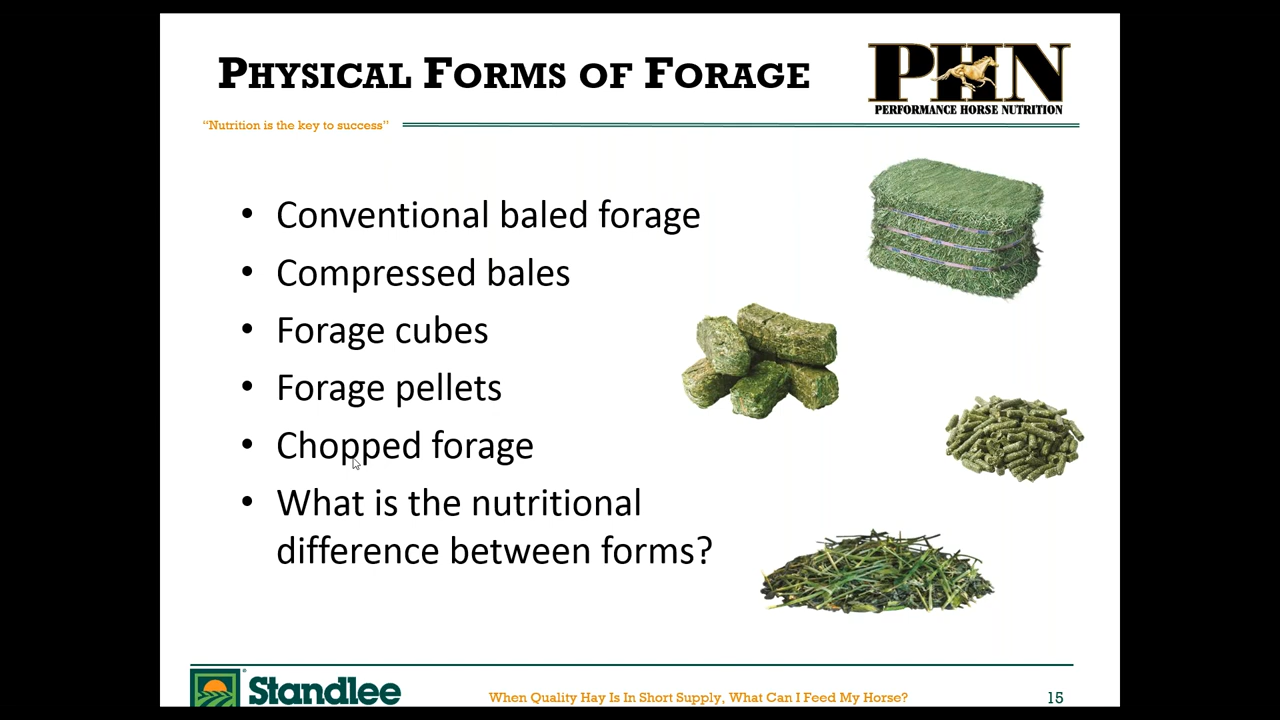 PHYSICAL FORMS OF FORAGE
PHN
PERFORMANCE HORSE NUTRITION
“Nutrition is the key to success”
• Conventional baled forage
• Compressed bales
• Forage cubes
• Forage pellets
• Chopped forage
• What is the nutritional
difference between forms?
Standlee
When Quality Hay Is In Short Supply, What Can I Feed My Horse?
15